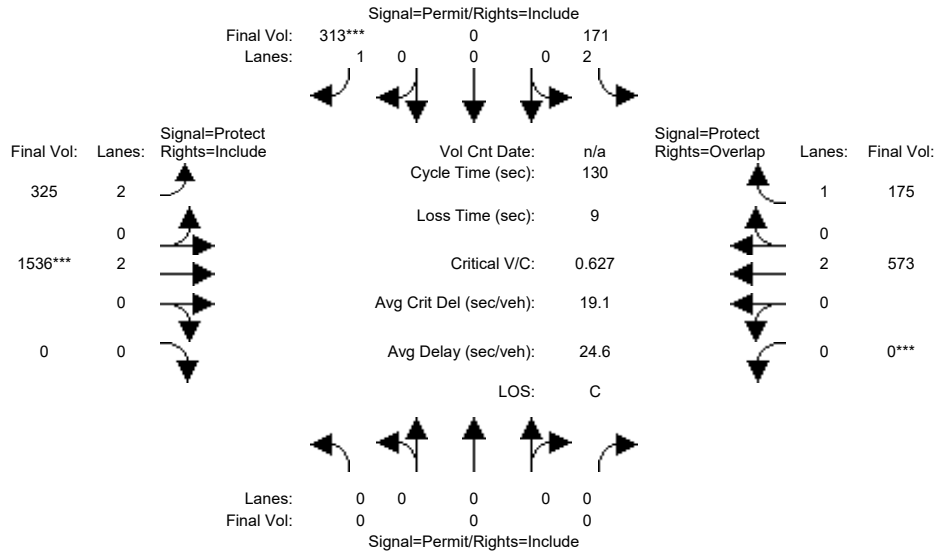 Signal=Permit/Rights=Include
Final Vol: 313*** 0 171
Lanes: 1 0 0 0 2
Signal=Protect
Final Vol: Lanes: Rights=Include
Vol Cnt Date: n/a
Signal=Protect
Rights=Overlap Lanes: Final Vol:
Cycle Time (sec): 130
325 2
1 175
Loss Time (sec): 9
0
0
1536*** 2
Critical V/C: 0.627
2 573
0
Avg Crit Del (sec/veh): 19.1
0
0 0
Avg Delay (sec/veh): 24.6
0 0***
LOS: C
Lanes: 0 0 0 0 0
Final Vol: 0 0 0
Signal=Permit/Rights=Include